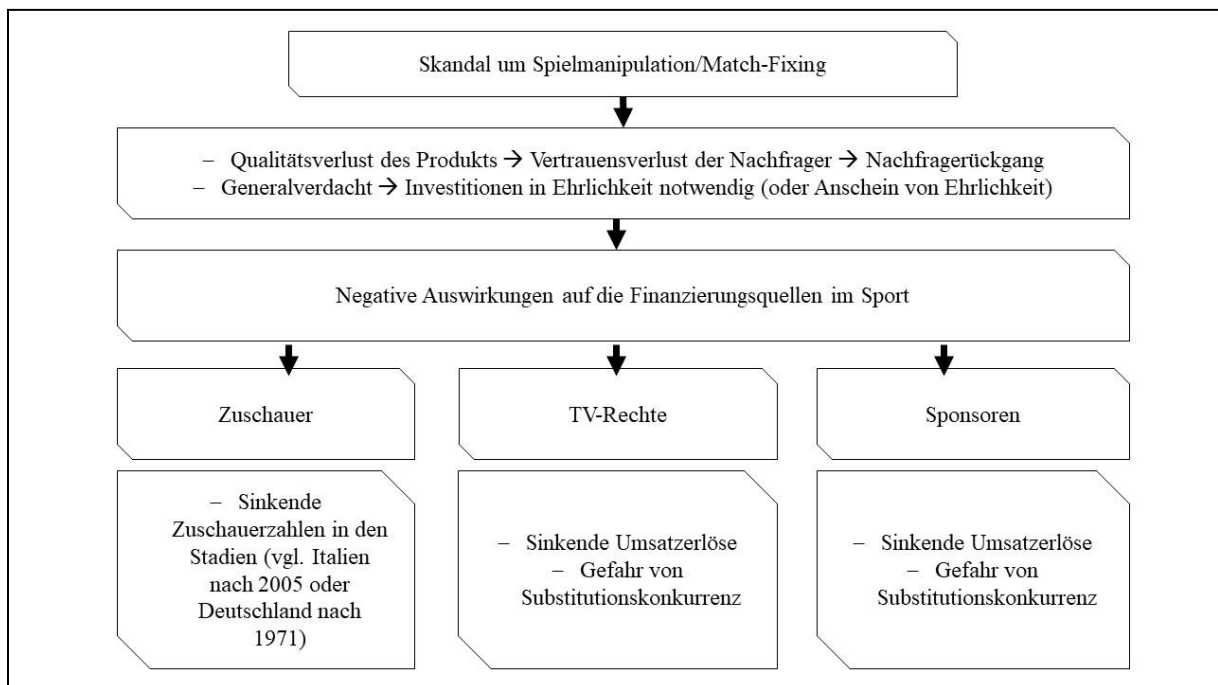 Skandal um Spielmanipulation/Match-Fixing
– Qualitätsverlust des Produkts → Vertrauensverlust der Nachfrager → Nachfragerückgang
– Generalverdacht → Investitionen in Ehrlichkeit notwendig (oder Anschein von Ehrlichkeit)
Negative Auswirkungen auf die Finanzierungsquellen im Sport
Zuschauer
– Sinkende
Zuschauerzahlen in den
Stadien (vgl. Italien
nach 2005 oder
Deutschland nach
1971)
TV-Rechte
– Sinkende Umsatzerlöse
– Gefahr von
Substitutionskonkurrenz
Sponsoren
– Sinkende Umsatzerlöse
– Gefahr von
Substitutionskonkurrenz